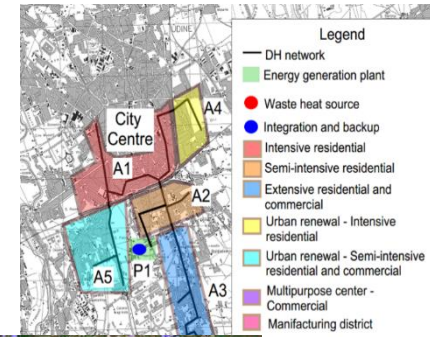 UDINE
City
Centre
A4
A1
A2
A5
P1
A3
Legend
DH network
Energy generation plant
Waste heat source
Integration and backup
Intensive residential
Semi-intensive residential
Extensive residential and
commercial
Urban renewal - Intensive
residential
Urban renewal - Semi-intensive
residential and commercial
Multipurpose center -
Commercial
Manifacturing district